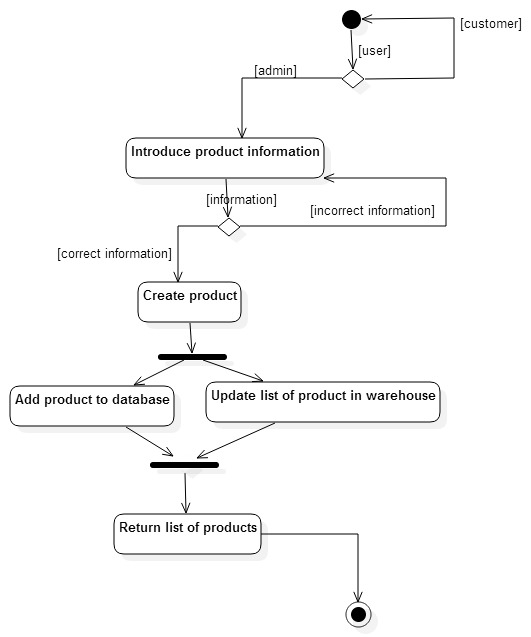 [customer]
[user]
[admin]
Introduce product information
[information]
[incorrect information]
[correct information]
Create product
Add product to database
Update list of product in warehouse
Return list of products